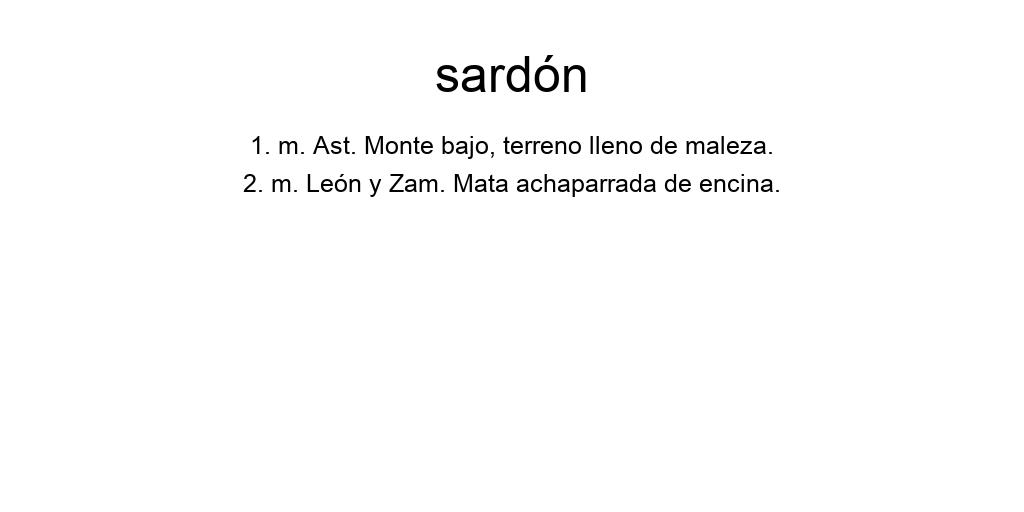 sardón
1. m. Ast. Monte bajo, terreno lleno de maleza.
2. m. León y Zam. Mata achaparrada de encina.